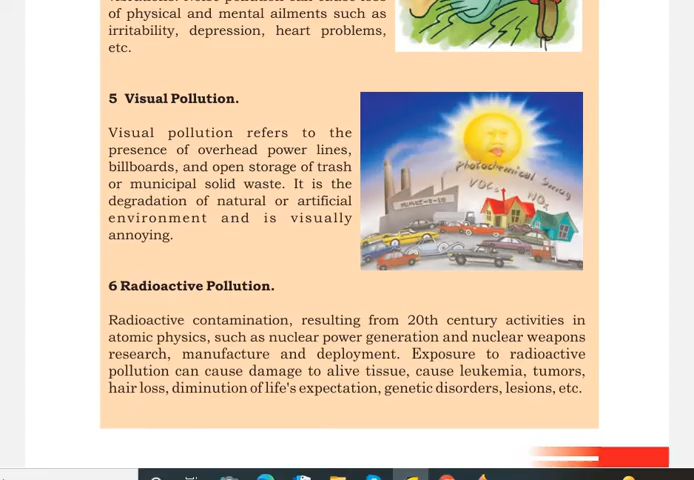 of physical and mental ailments such as
irritability, depression, heart problems,
etc.
5 Visual Pollution.
Visual pollution refers to the
presence of overhead power lines,
billboards, and open storage of trash
or municipal solid waste. It is the
degradation of natural or artificial
environment and is visually
annoying.
Photochemical Smog
VOCs
NOx
6 Radioactive Pollution.
Radioactive contamination, resulting from 20th century activities in
atomic physics, such as nuclear power generation and nuclear weapons
research, manufacture and deployment. Exposure to radioactive
pollution can cause damage to alive tissue, cause leukemia, tumors,
hair loss, diminution of life's expectation, genetic disorders, lesions, etc.